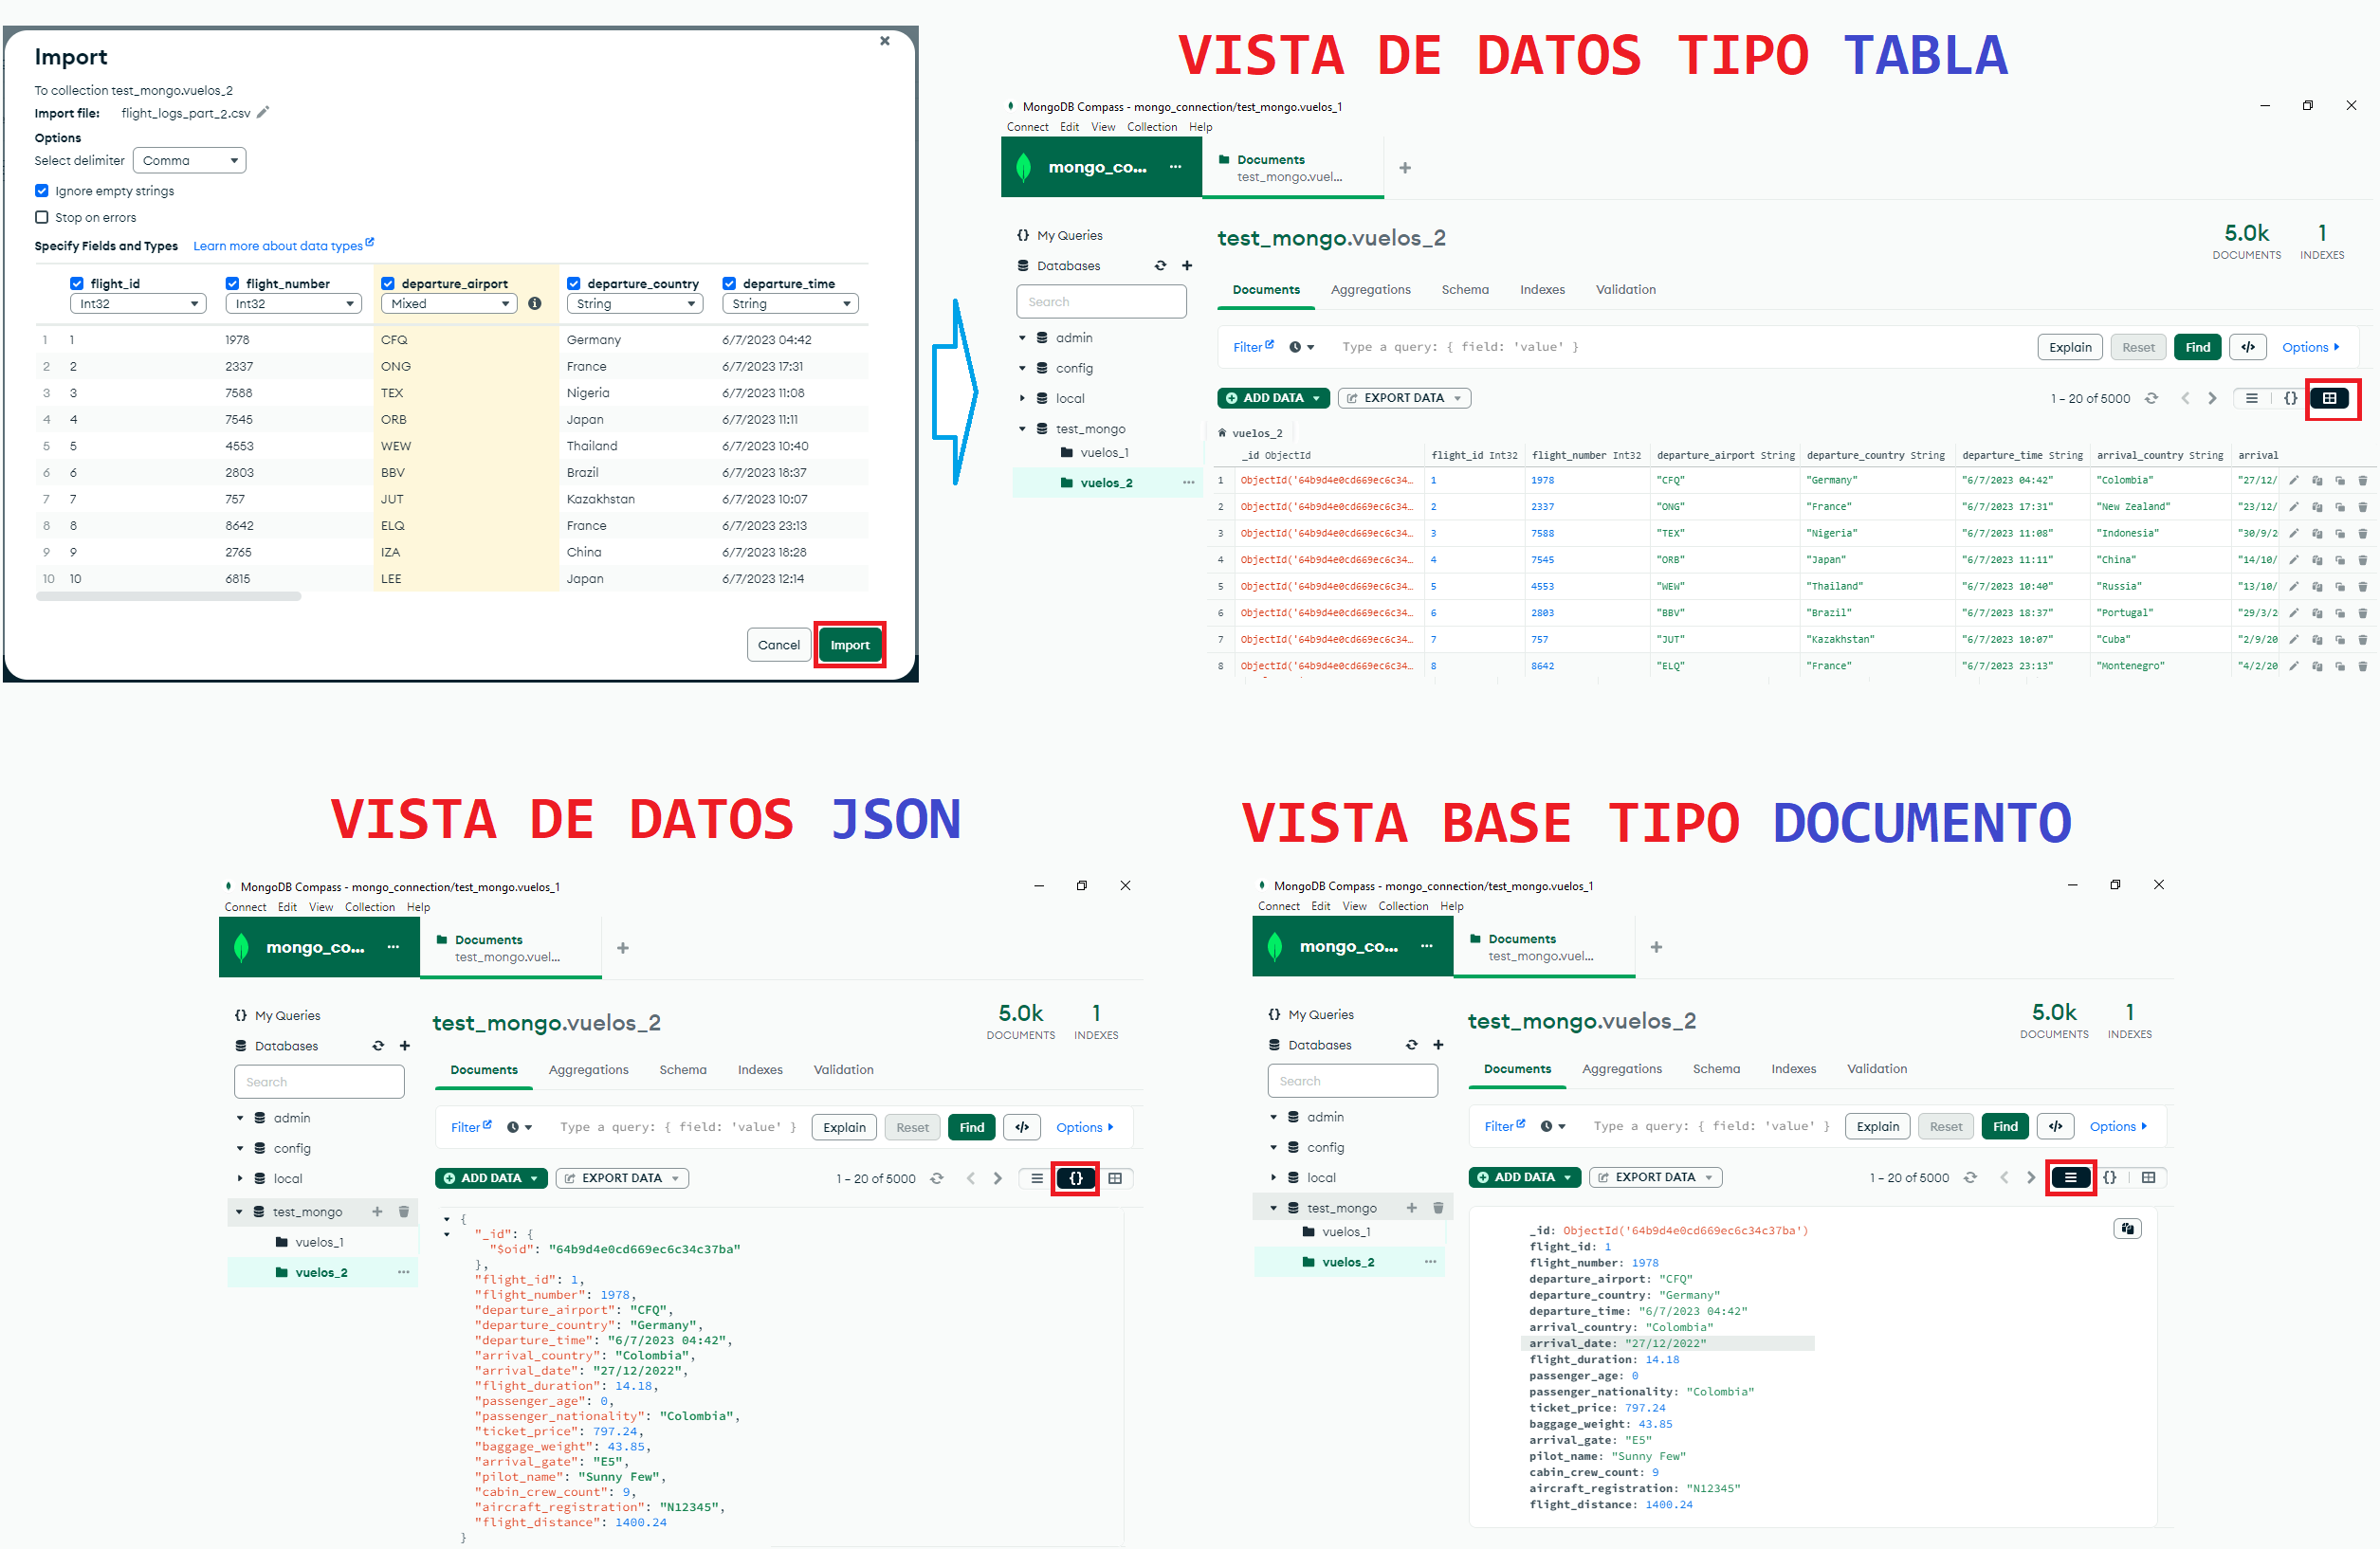 Import
To collection test_mongo.vuelos_2
Import file: flight_logs_part_2.csv
Options
Select delimiter Comma
Ignore empty strings
Stop on errors
Specify Fields and Types Learn more about data types
flight_id flight_number departure_airport departure_country departure_time
Int32 Int32 Mixed String String
1 1 1978 CFQ Germany 6/7/2023 04:42
2 2 2337 ONG France 6/7/2023 17:31
3 3 7588 TEX Nigeria 6/7/2023 11:08
4 4 7545 ORB Japan 6/7/2023 11:11
5 5 4553 WEW Thailand 6/7/2023 10:40
6 6 2803 BBV Brazil 6/7/2023 18:37
7 7 757 JUT Kazakhstan 6/7/2023 10:07
8 8 8642 ELQ France 6/7/2023 23:13
9 9 2765 IZA China 6/7/2023 18:28
10 10 6815 LEE Japan 6/7/2023 12:14
Cancel Import
VISTA DE DATOS TIPO TABLA
MongoDB Compass - mongo_connection/test_mongo.vuelos_1
Connect Edit View Collection Help
mongo_co... ...
Documents
test_mongo.vuel...
{} My Queries
Databases
Search
admin
config
local
test_mongo
vuelos_1
vuelos_2 ...
test_mongo.vuelos_2
5.0k 1
DOCUMENTS INDEXES
Documents Aggregations Schema Indexes Validation
Filter Type a query: { field: 'value' } Explain Reset Find </> Options
ADD DATA EXPORT DATA 1 – 20 of 5000 {}
vuelos_2
_id ObjectId flight_id Int32 flight_number Int32 departure_airport String departure_country String departure_time String arrival_country String arrival
1 ObjectId('64b9d4e0cd669ec6c34… 1 1978 "CFQ" "Germany" "6/7/2023 04:42" "Colombia" "27/12/
2 ObjectId('64b9d4e0cd669ec6c34… 2 2337 "ONG" "France" "6/7/2023 17:31" "New Zealand" "23/12/
3 ObjectId('64b9d4e0cd669ec6c34… 3 7588 "TEX" "Nigeria" "6/7/2023 11:08" "Indonesia" "30/9/2
4 ObjectId('64b9d4e0cd669ec6c34… 4 7545 "ORB" "Japan" "6/7/2023 11:11" "China" "14/10/
5 ObjectId('64b9d4e0cd669ec6c34… 5 4553 "WEW" "Thailand" "6/7/2023 10:40" "Russia" "13/10/
6 ObjectId('64b9d4e0cd669ec6c34… 6 2803 "BBV" "Brazil" "6/7/2023 18:37" "Portugal" "29/3/2
7 ObjectId('64b9d4e0cd669ec6c34… 7 757 "JUT" "Kazakhstan" "6/7/2023 10:07" "Cuba" "2/9/20
8 ObjectId('64b9d4e0cd669ec6c34… 8 8642 "ELQ" "France" "6/7/2023 23:13" "Montenegro" "4/2/20
VISTA DE DATOS JSON
MongoDB Compass - mongo_connection/test_mongo.vuelos_1
Connect Edit View Collection Help
mongo_co... ...
Documents
test_mongo.vuel...
{} My Queries
Databases
Search
admin
config
local
test_mongo
vuelos_1
vuelos_2 ...
test_mongo.vuelos_2
5.0k 1
DOCUMENTS INDEXES
Documents Aggregations Schema Indexes Validation
Filter Type a query: { field: 'value' } Explain Reset Find </> Options
ADD DATA EXPORT DATA 1 – 20 of 5000 {}
{
"_id": {
"$oid": "64b9d4e0cd669ec6c34c37ba"
},
"flight_id": 1,
"flight_number": 1978,
"departure_airport": "CFQ",
"departure_country": "Germany",
"departure_time": "6/7/2023 04:42",
"arrival_country": "Colombia",
"arrival_date": "27/12/2022",
"flight_duration": 14.18,
"passenger_age": 0,
"passenger_nationality": "Colombia",
"ticket_price": 797.24,
"baggage_weight": 43.85,
"arrival_gate": "E5",
"pilot_name": "Sunny Few",
"cabin_crew_count": 9,
"aircraft_registration": "N12345",
"flight_distance": 1400.24
}
VISTA BASE TIPO DOCUMENTO
MongoDB Compass - mongo_connection/test_mongo.vuelos_1
Connect Edit View Collection Help
mongo_co... ...
Documents
test_mongo.vuel...
{} My Queries
Databases
Search
admin
config
local
test_mongo
vuelos_1
vuelos_2 ...
test_mongo.vuelos_2
5.0k 1
DOCUMENTS INDEXES
Documents Aggregations Schema Indexes Validation
Filter Type a query: { field: 'value' } Explain Reset Find </> Options
ADD DATA EXPORT DATA 1 – 20 of 5000 {}
_id: ObjectId('64b9d4e0cd669ec6c34c37ba')
flight_id: 1
flight_number: 1978
departure_airport: "CFQ"
departure_country: "Germany"
departure_time: "6/7/2023 04:42"
arrival_country: "Colombia"
arrival_date: "27/12/2022"
flight_duration: 14.18
passenger_age: 0
passenger_nationality: "Colombia"
ticket_price: 797.24
baggage_weight: 43.85
arrival_gate: "E5"
pilot_name: "Sunny Few"
cabin_crew_count: 9
aircraft_registration: "N12345"
flight_distance: 1400.24